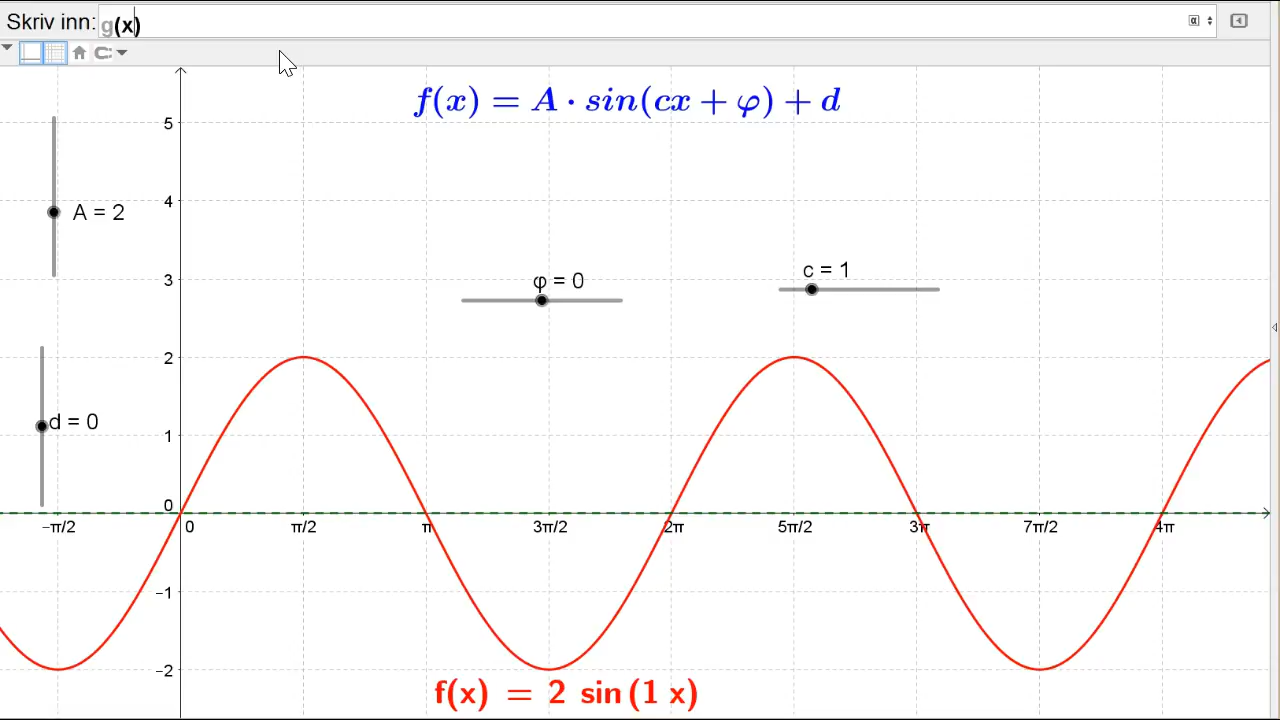 Skriv inn: g(x)
f(x) = A · sin(cx + φ) + d
5
A = 2
4
c = 1
φ = 0
3
2
d = 0
1
0
−π/2
0
π/2
π
3π/2
2π
5π/2
3π
7π/2
4π
−1
−2
f(x) = 2 sin (1 x)